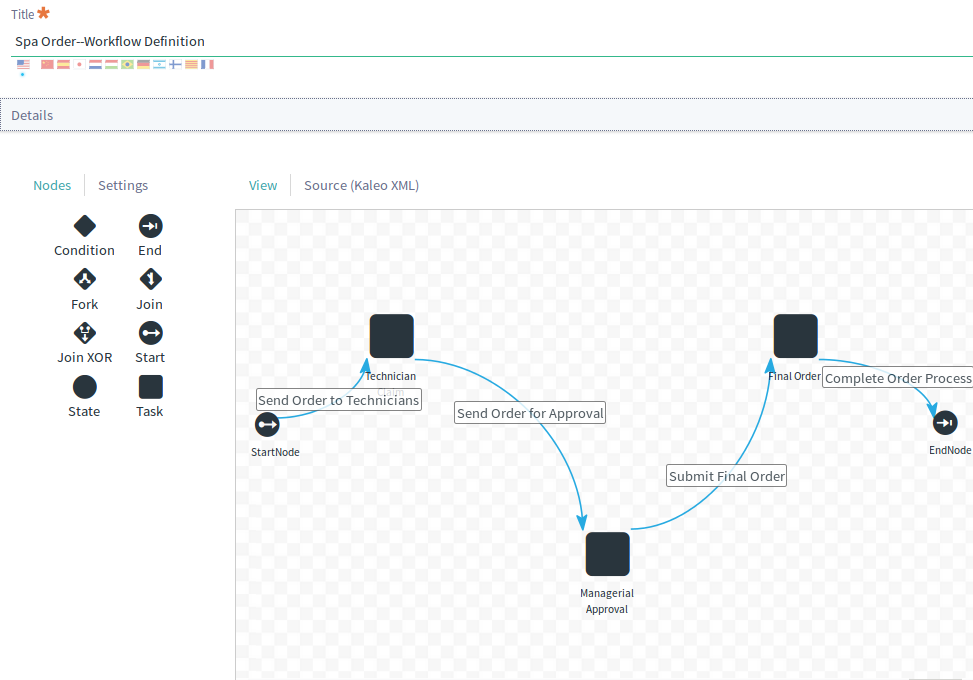 Title
Spa Order--Workflow Definition
Details
Nodes
Settings
View
Source (Kaleo XML)
Condition
End
Fork
Join
Join XOR
Start
State
Task
Technician
Claim
Final Order
Complete Order Process
Send Order to Technicians
Send Order for Approval
StartNode
EndNode
Submit Final Order
Managerial
Approval